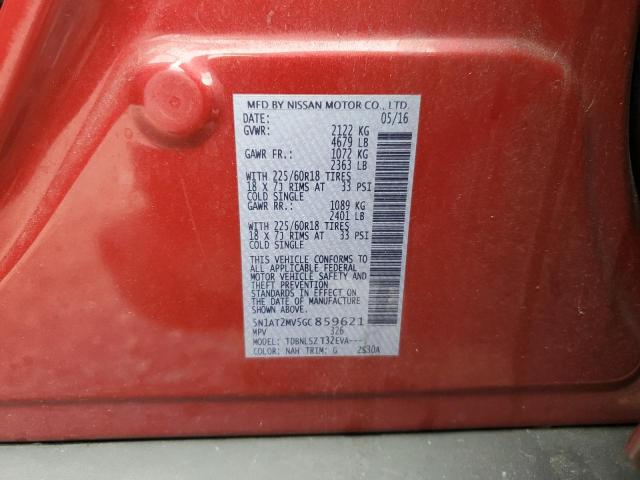 MFD BY NISSAN MOTOR CO., LTD.
DATE: 05/16
GVWR: 2122 KG
4679 LB
GAWR FR.: 1072 KG
2363 LB
WITH 225/60R18 TIRES
18 X 7J RIMS AT 33 PSI
COLD SINGLE
GAWR RR.: 1089 KG
2401 LB
WITH 225/60R18 TIRES
18 X 7J RIMS AT 33 PSI
COLD SINGLE
THIS VEHICLE CONFORMS TO
ALL APPLICABLE FEDERAL
MOTOR VEHICLE SAFETY AND
THEFT PREVENTION
STANDARDS IN EFFECT ON
THE DATE OF MANUFACTURE
SHOWN ABOVE.
5N1AT2MV5GC 859621
MPV 326
MODEL: TDBNLSZ T32EVA----
COLOR: NAH TRIM: G 2S30A